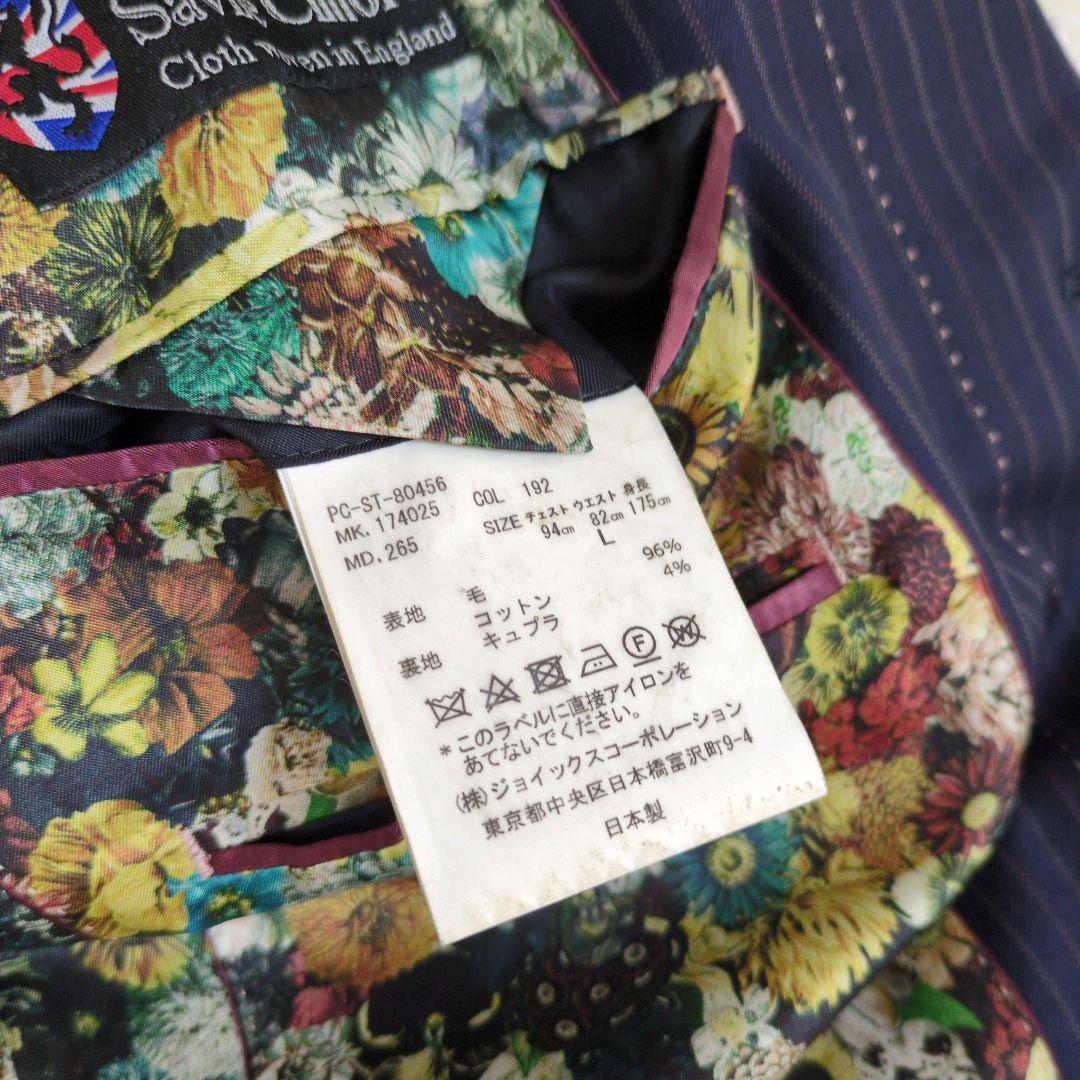 Cloth Woven in England
PC-ST-80456
MK. 174025
MD. 265
COL 192
SIZE チェスト ウエスト 身長
94cm 82cm 175cm
L
表地 毛 96%
コットン 4%
裏地 キュプラ
*このラベルに直接アイロンを
あてないでください。
(株)ジョイックスコーポレーション
東京都中央区日本橋富沢町9-4
日本製